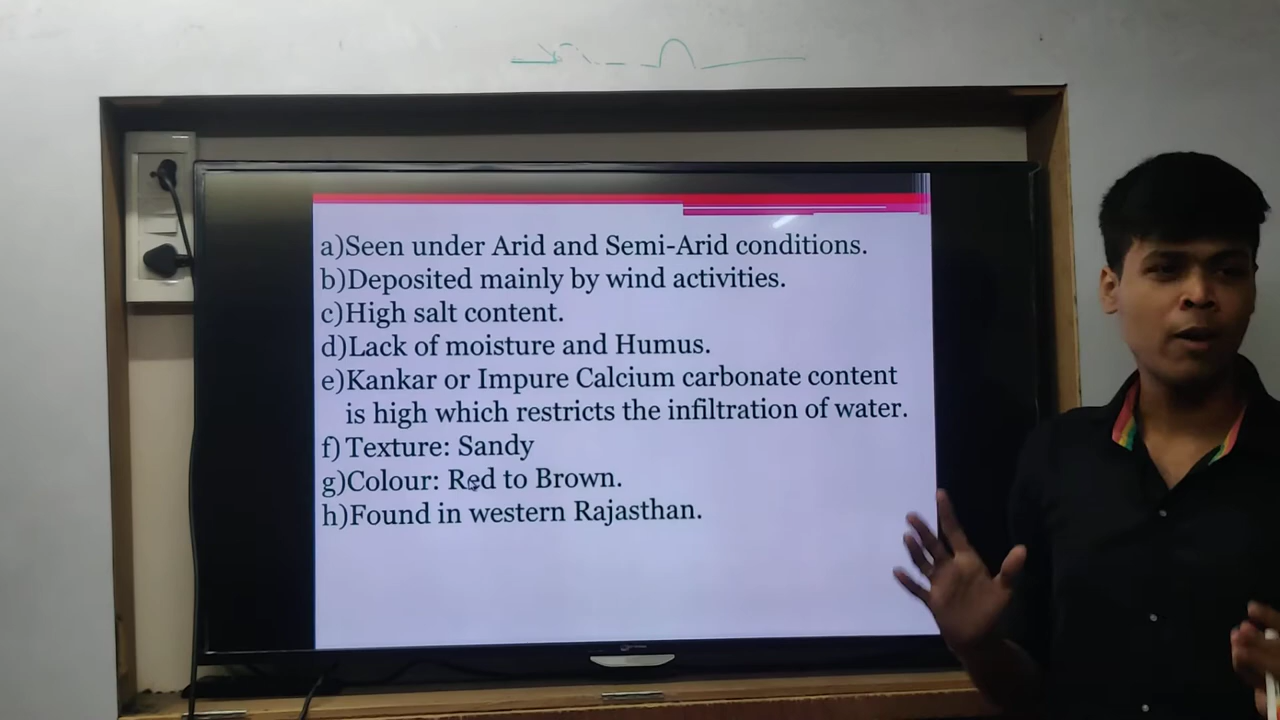 a)Seen under Arid and Semi-Arid conditions.
b)Deposited mainly by wind activities.
c)High salt content.
d)Lack of moisture and Humus.
e)Kankar or Impure Calcium carbonate content
is high which restricts the infiltration of water.
f) Texture: Sandy
g)Colour: Red to Brown.
h)Found in western Rajasthan.